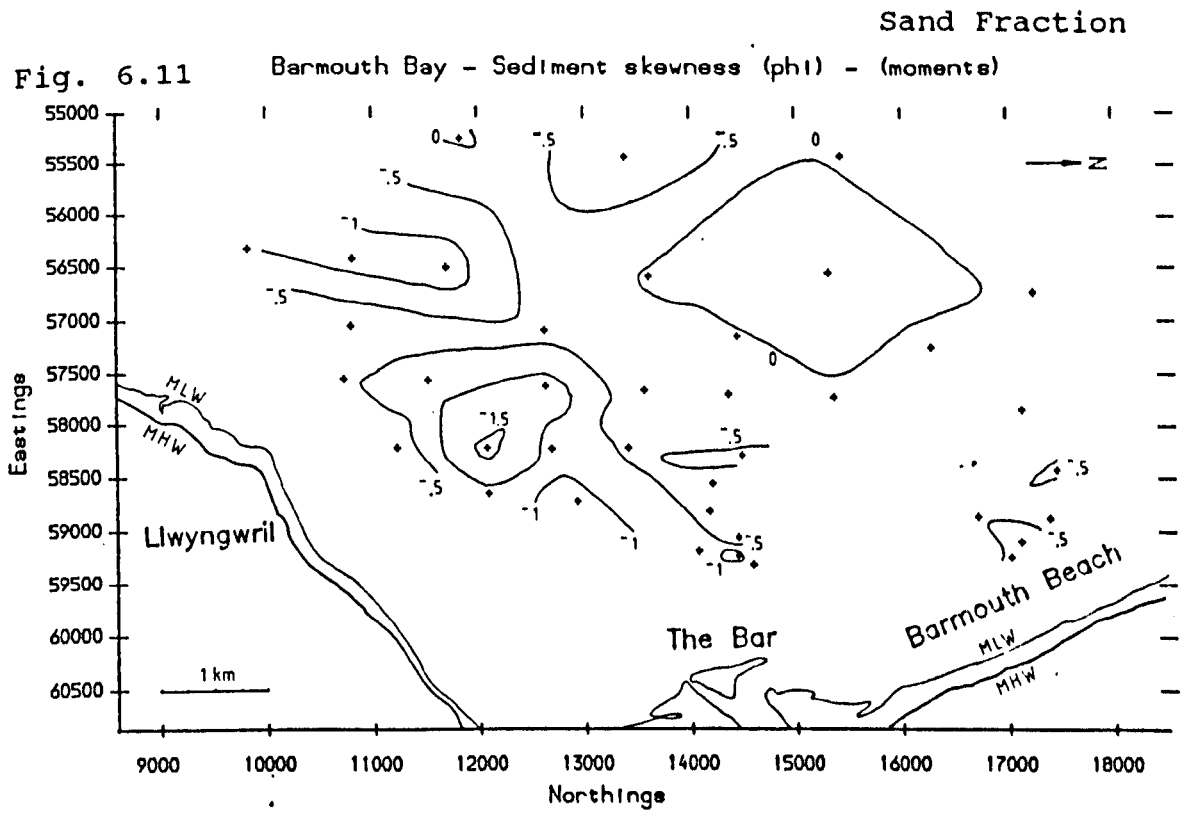 Sand Fraction
Fig. 6.11
Barmouth Bay - Sediment skewness (phi) - (moments)
55000
55500
56000
56500
57000
57500
58000
58500
59000
59500
60000
60500
Eastings
0
-.5
-.5
0
N
-.5
-1
-.5
0
MLW
MHW
-1.5
-.5
-.5
-.5
-1
-1
-.5
-1
-.5
Llwyngwril
Barmouth Beach
The Bar
MLW
MHW
1 km
9000 10000 11000 12000 13000 14000 15000 16000 17000 18000
Northings